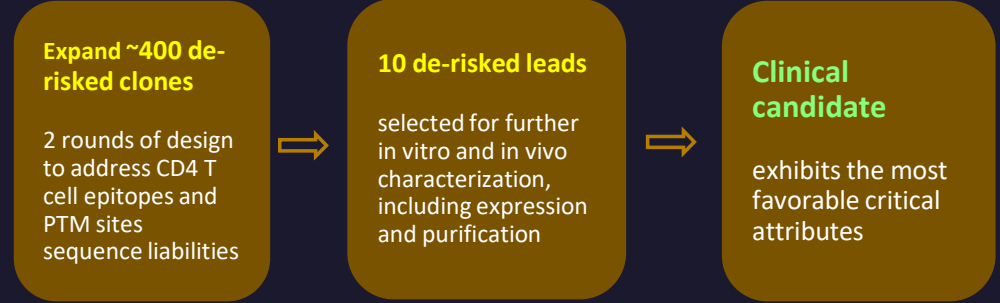 Expand ~400 de-
risked clones
2 rounds of design
to address CD4 T
cell epitopes and
PTM sites
sequence liabilities
10 de-risked leads
selected for further
in vitro and in vivo
characterization,
including expression
and purification
Clinical
candidate
exhibits the most
favorable critical
attributes